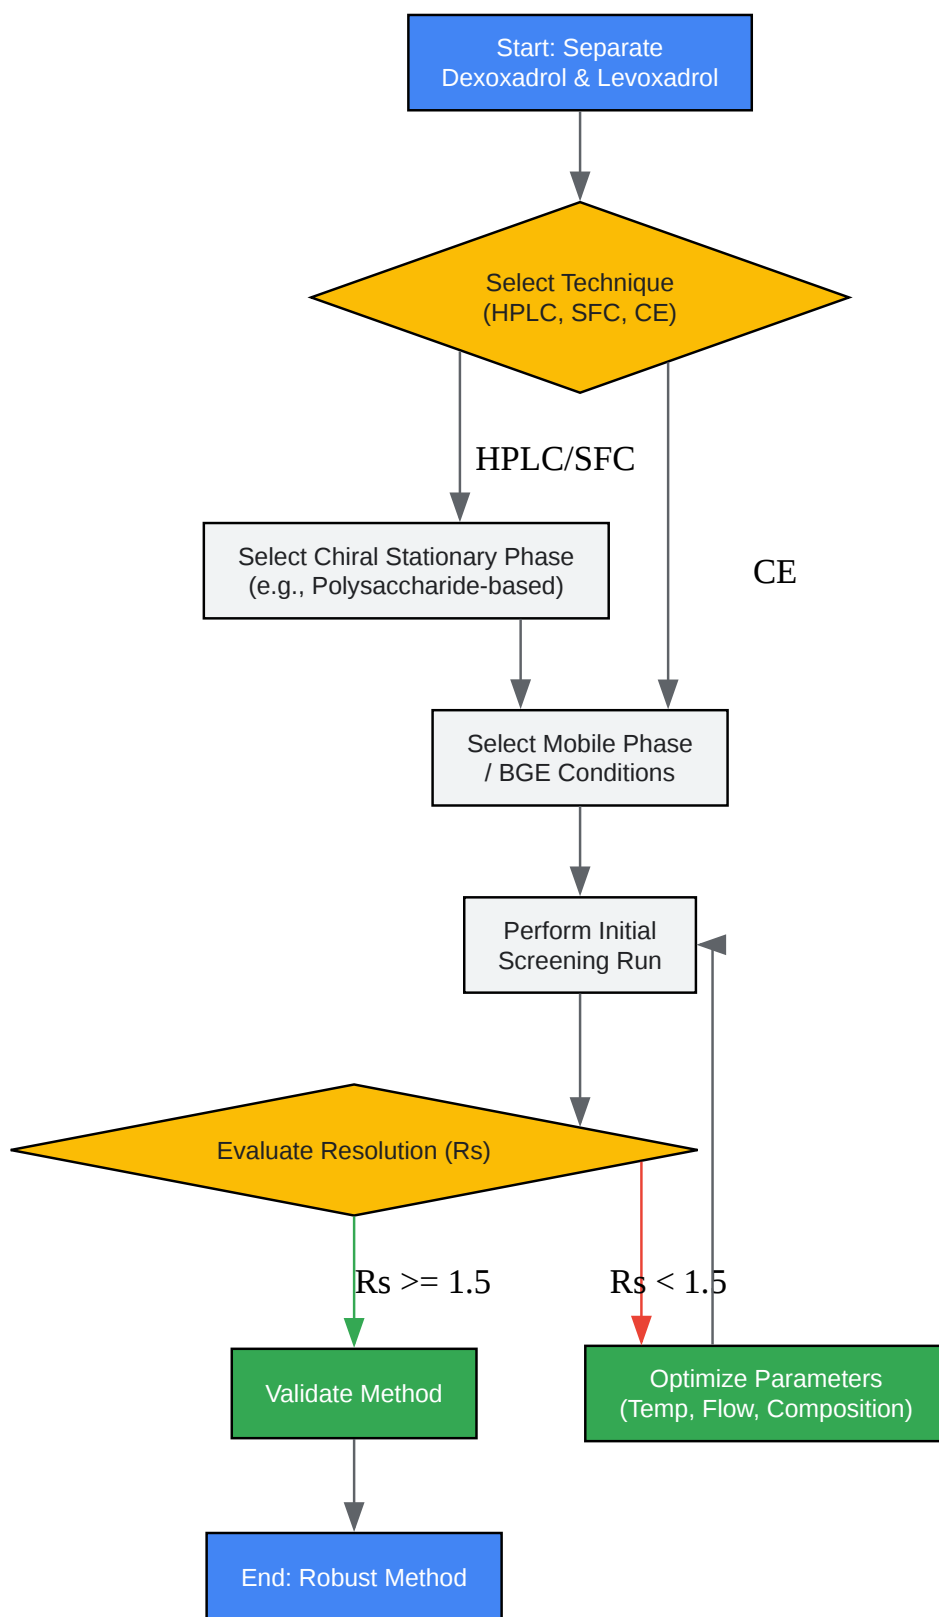 Start: Separate
Dexoxadrol & Levoxadrol
Select Technique
(HPLC, SFC, CE)
HPLC/SFC
Select Chiral Stationary Phase
(e.g., Polysaccharide-based)
CE
Select Mobile Phase
/ BGE Conditions
Perform Initial
Screening Run
Evaluate Resolution (Rs)
Rs >= 1.5
Rs < 1.5
Validate Method
Optimize Parameters
(Temp, Flow, Composition)
End: Robust Method